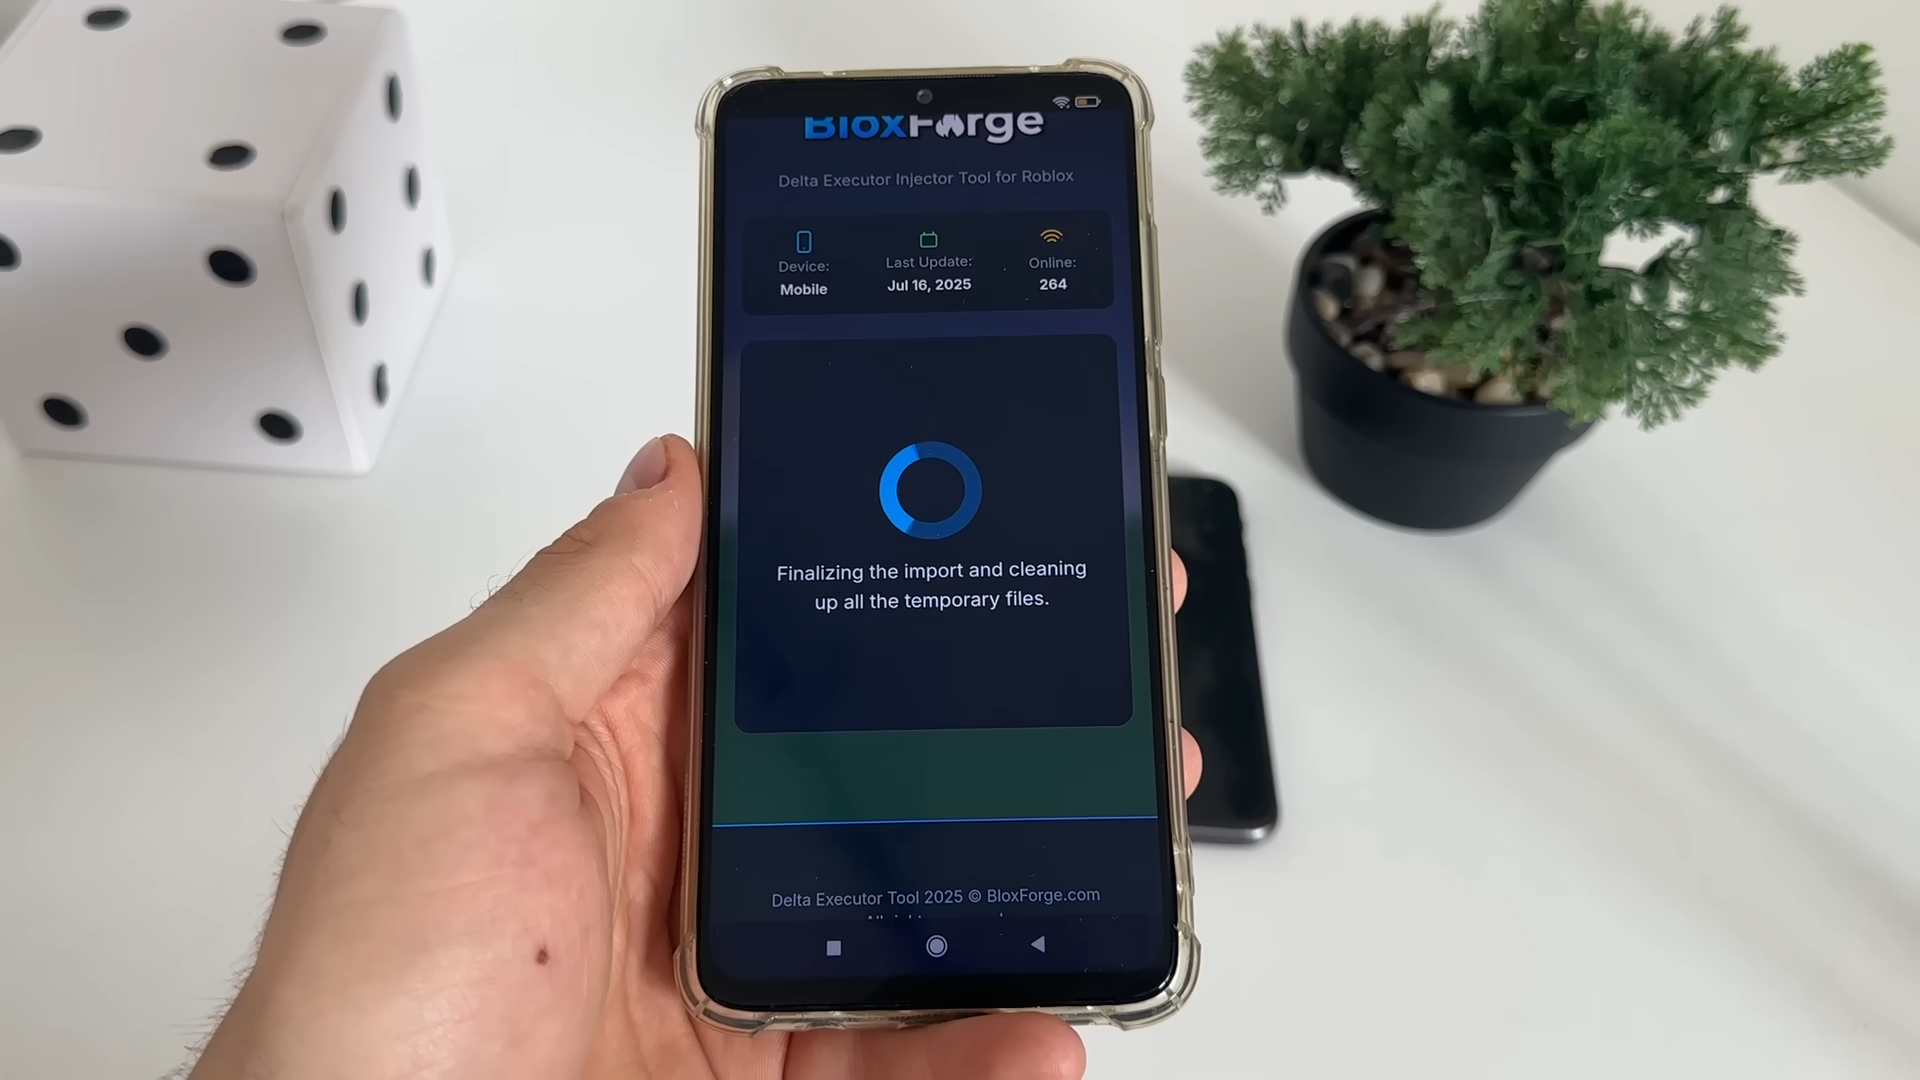 BloxForge
Delta Executor Injector Tool for Roblox
Device:
Mobile
Last Update:
Jul 16, 2025
Online:
264
Finalizing the import and cleaning
up all the temporary files.
Delta Executor Tool 2025 © BloxForge.com